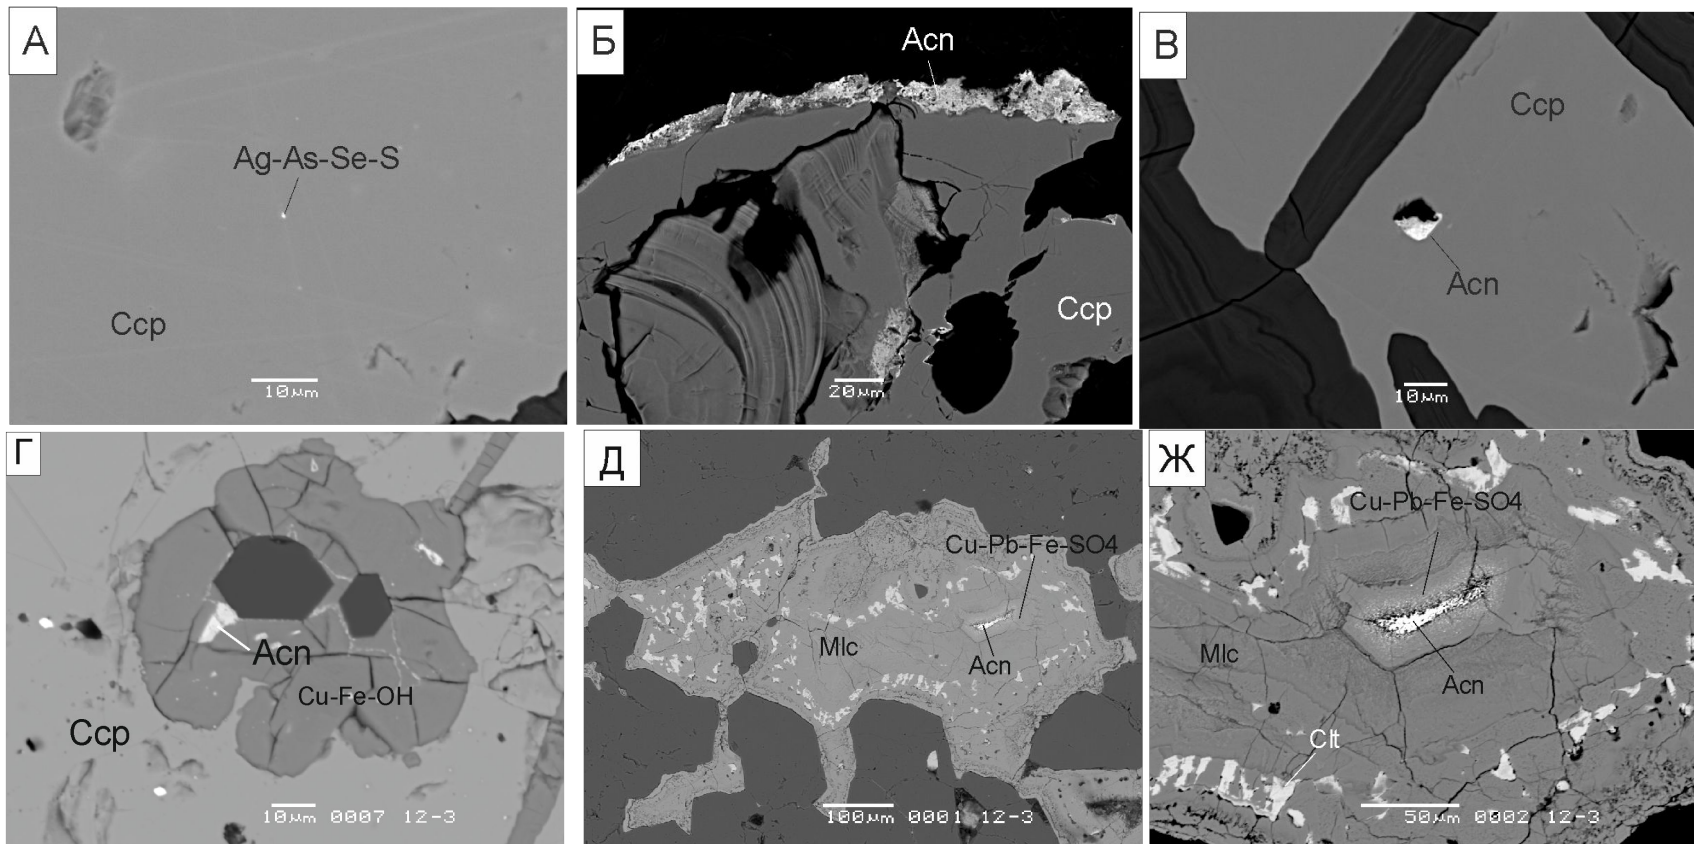 А
Ag-As-Se-S
Ccp
10μm
Б
Acn
Ccp
20μm
В
Ccp
Acn
10μm
Г
Acn
Cu-Fe-OH
Ccp
10μm 0007 12-3
Д
Cu-Pb-Fe-SO4
Mlc
Acn
100μm 0001 12-3
Ж
Cu-Pb-Fe-SO4
Mlc
Acn
Clt
50μm 0002 12-3